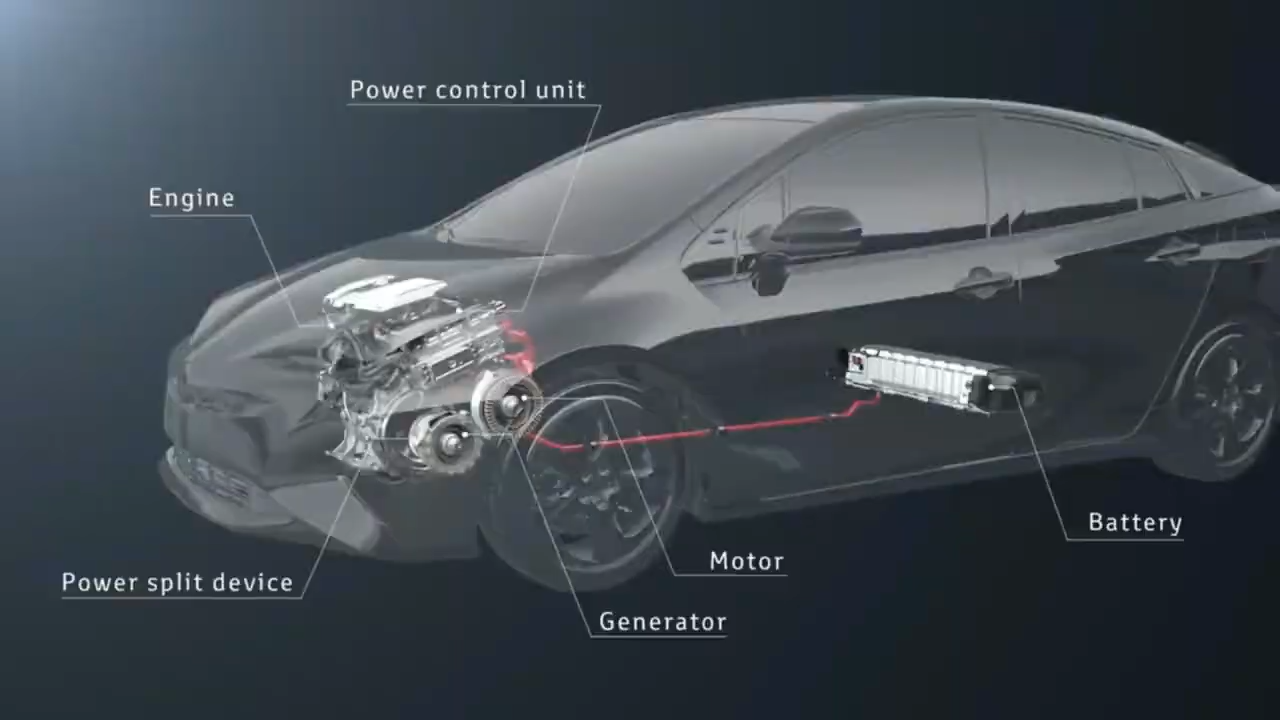 Power control unit
Engine
Battery
Motor
Power split device
Generator